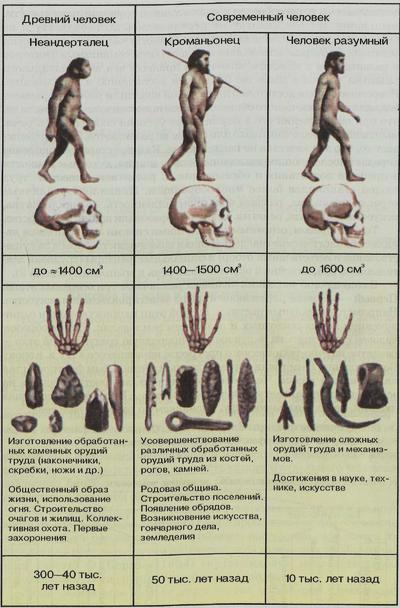 Древний человек
Современный человек
Неандерталец
Кроманьонец
Человек разумный
до ≈1400 см³
1400—1500 см³
до 1600 см³
Изготовление обработан-
ных каменных орудий
труда (наконечники,
скребки, ножи и др.)
Общественный образ
жизни, использование
огня. Строительство
очагов и жилищ. Коллек-
тивная охота. Первые
захоронения
Усовершенствование
различных обработанных
орудий труда из костей,
рогов, камней.
Родовая община.
Строительство поселений.
Появление обрядов.
Возникновение искусства,
гончарного дела,
земледелия
Изготовление сложных
орудий труда и механиз-
мов.
Достижения в науке, тех-
нике, искусстве
300—40 тыс.
лет назад
50 тыс. лет назад
10 тыс. лет назад